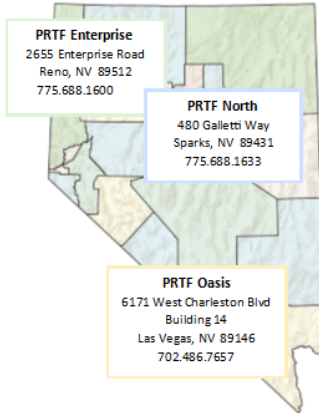 PRTF Enterprise
2655 Enterprise Road
Reno, NV 89512
775.688.1600
PRTF North
480 Galletti Way
Sparks, NV 89431
775.688.1633
PRTF Oasis
6171 West Charleston Blvd
Building 14
Las Vegas, NV 89146
702.486.7657